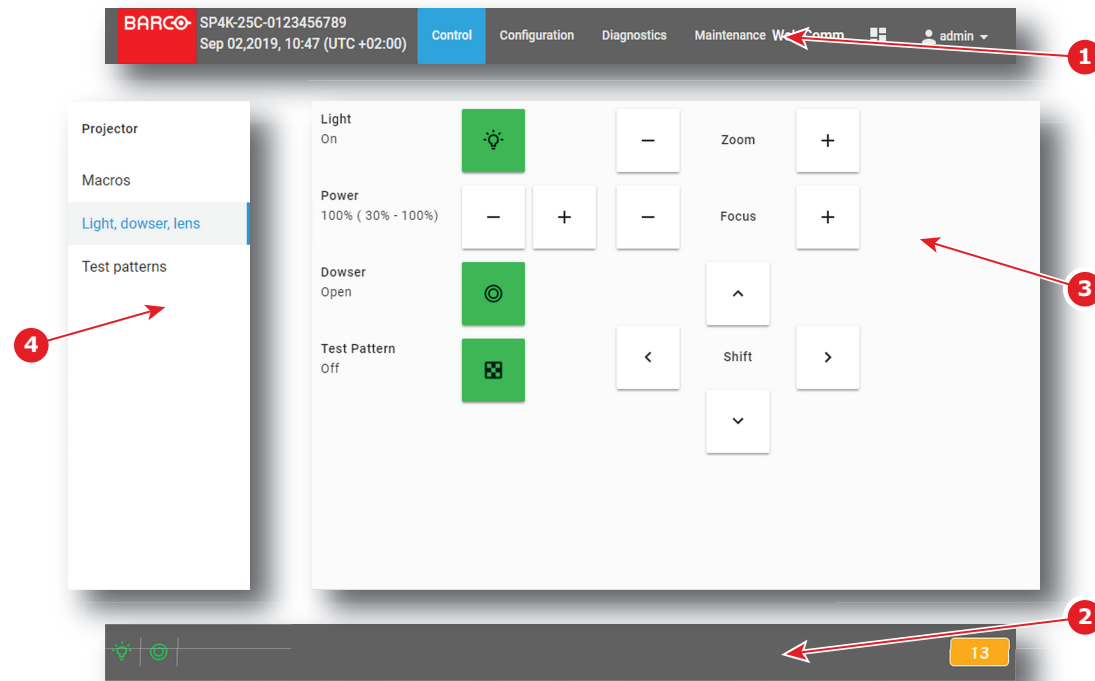 BARCO
SP4K-25C-0123456789
Sep 02,2019, 10:47 (UTC +02:00)
Control
Configuration
Diagnostics
Maintenance
Web Comm
admin
1
Projector
Macros
Light, dowser, lens
Test patterns
4
Light
On
Zoom
Power
100% ( 30% - 100%)
Focus
Dowser
Open
Test Pattern
Off
Shift
3
2
13